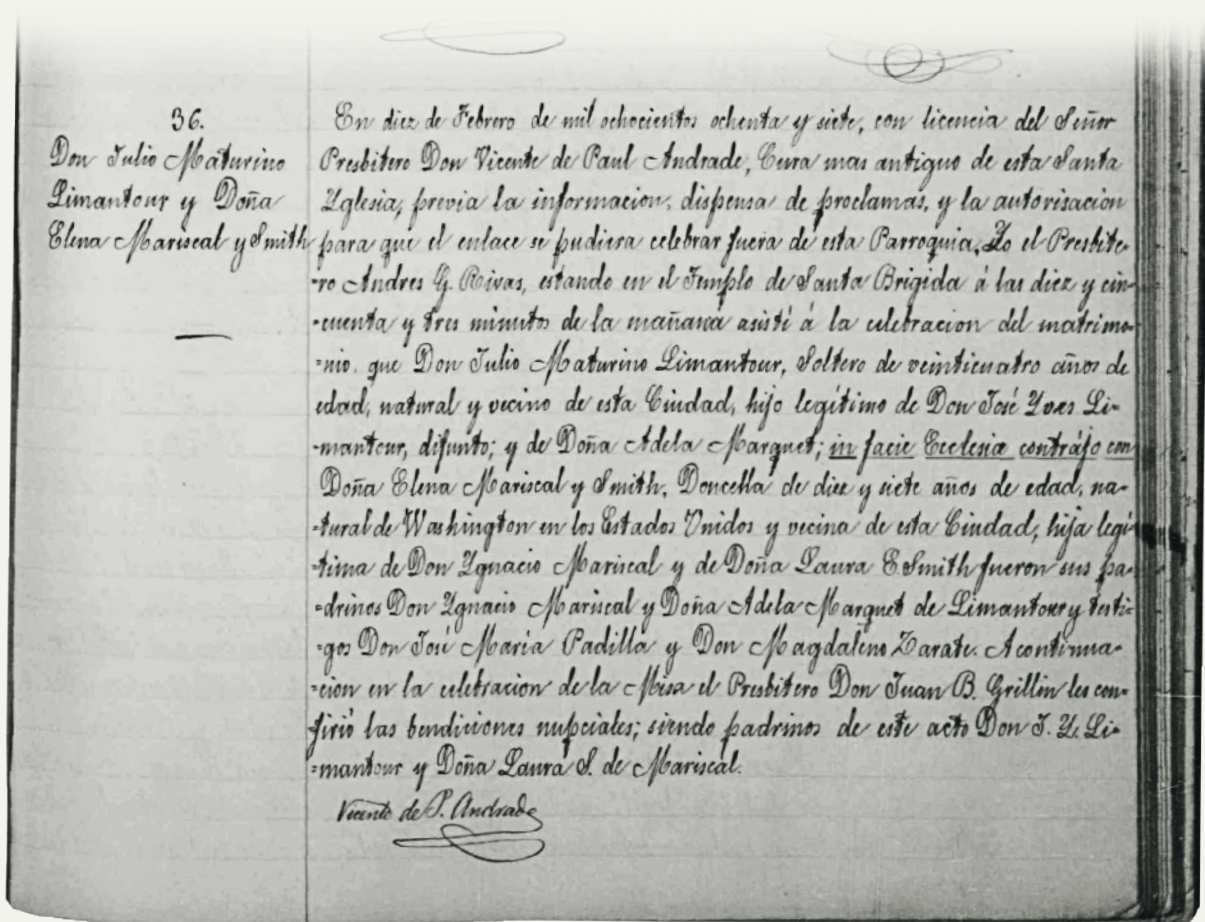 36.
Don Julio Maturino
Limantour y Doña
Elena Mariscal y Smith
En diez de Febrero de mil ochocientos ochenta y siete, con licencia del Señor
Presbitero Don Vicente de Paul Andrade, Cura mas antiguo de esta Santa
Yglesia, previa la informacion, dispensa de proclamas, y la autorisacion
para que el enlace se pudiera celebrar fuera de esta Parroquia, Yo el Presbite-
-ro Andres G. Rivas, estando en el Templo de Santa Brigida á las diez y cin-
-cuenta y tres minutos de la mañana asistí á la celebracion del matrimo-
-nio, que Don Julio Maturino Limantour, Soltero de veinticuatro años de
edad, natural y vecino de esta Ciudad, hijo legítimo de Don José Yves Li-
-mantour, difunto; y de Doña Adela Marquet; in facie Ecclesiæ contrájo con
Doña Elena Mariscal y Smith, Doncella de diez y siete años de edad, na-
-tural de Washington en los Estados Unidos y vecina de esta Ciudad, hija legí-
-tima de Don Ygnacio Mariscal y de Doña Laura E. Smith fueron sus pa-
-drinos Don Ygnacio Mariscal y Doña Adela Marquet de Limantour y testi-
-gos Don José María Padilla y Don Magdaleno Zarate. A continua-
-cion en la celebracion de la Misa el Presbitero Don Juan B. Grillin les con-
firió las bendiciones nupciales; siendo padrinos de este acto Don J. Y. Li-
-mantour y Doña Laura S. de Mariscal.
Vicente de P. Andrade